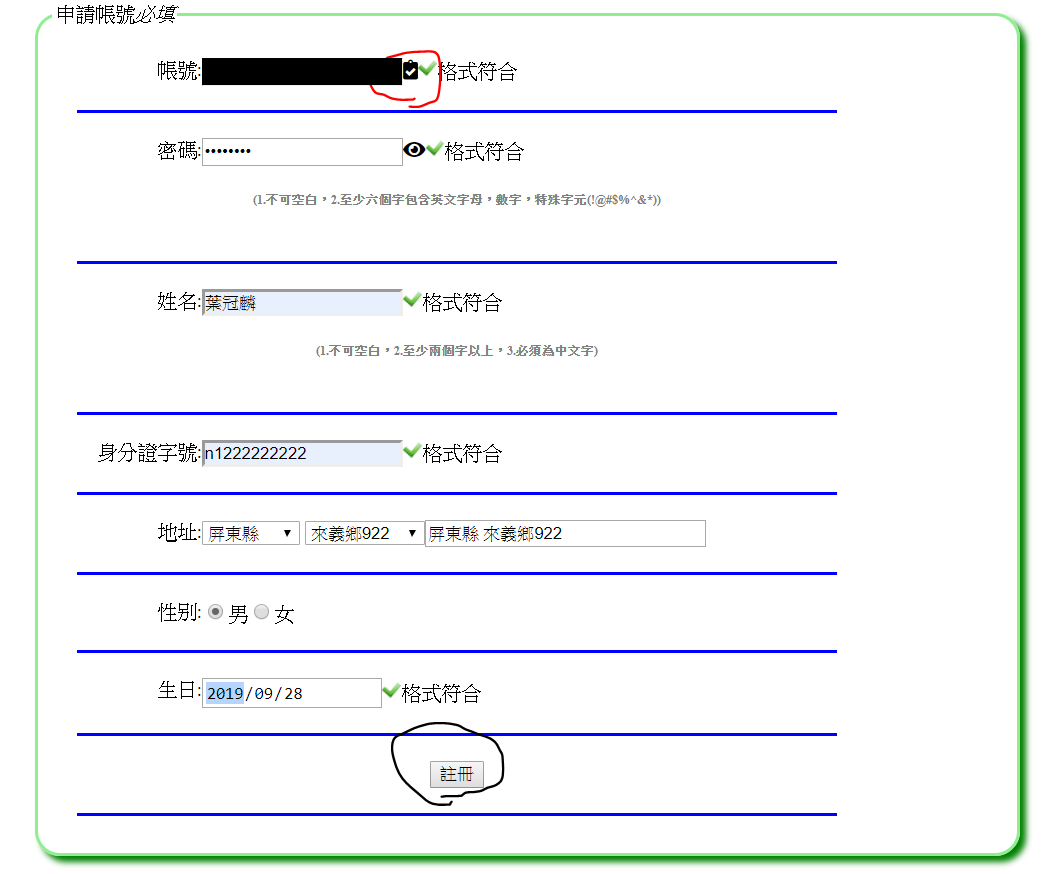 申請帳號必填
帳號: 格式符合
密碼: •••••••• 格式符合
(1.不可空白,2.至少六個字包含英文字母,數字,特殊字元(!@#$%^&*))
姓名: 葉冠麟 格式符合
(1.不可空白,2.至少兩個字以上,3.必須為中文字)
身分證字號: n1222222222 格式符合
地址: 屏東縣 來義鄉922 屏東縣 來義鄉922
性別: 男 女
生日: 2019/09/28 格式符合
註冊